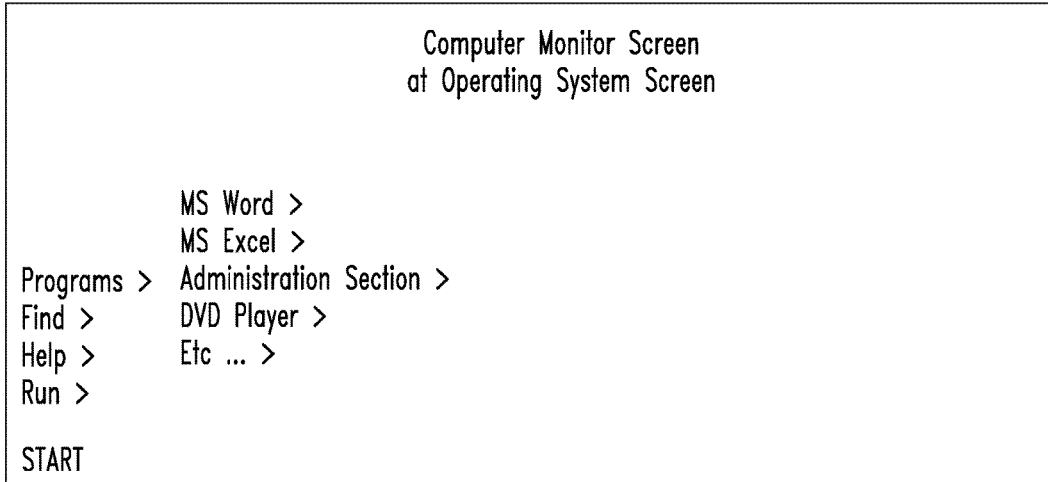 Computer Monitor Screen
at Operating System Screen
MS Word >
MS Excel >
Programs > Administration Section >
Find > DVD Player >
Help > Etc ... >
Run >
START